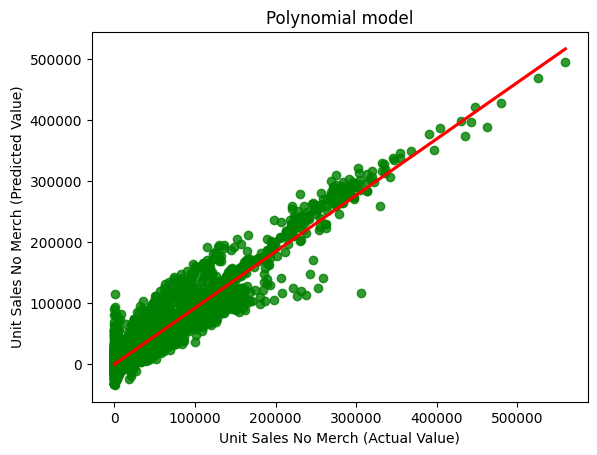 Polynomial model
Unit Sales No Merch (Predicted Value)
500000
400000
300000
200000
100000
0
0 100000 200000 300000 400000 500000
Unit Sales No Merch (Actual Value)